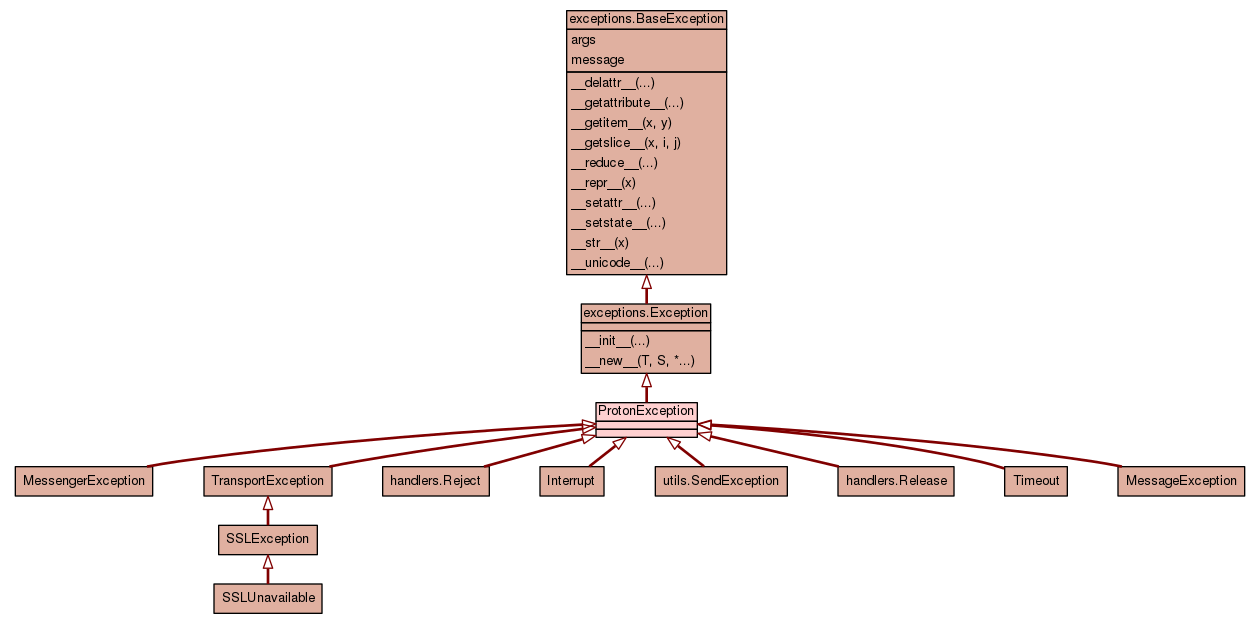 exceptions.BaseException
args
message
__delattr__(...)
__getattribute__(...)
__getitem__(x, y)
__getslice__(x, i, j)
__reduce__(...)
__repr__(x)
__setattr__(...)
__setstate__(...)
__str__(x)
__unicode__(...)
exceptions.Exception
__init__(...)
__new__(T, S, *...)
ProtonException
MessengerException
TransportException
handlers.Reject
Interrupt
utils.SendException
handlers.Release
Timeout
MessageException
SSLException
SSLUnavailable